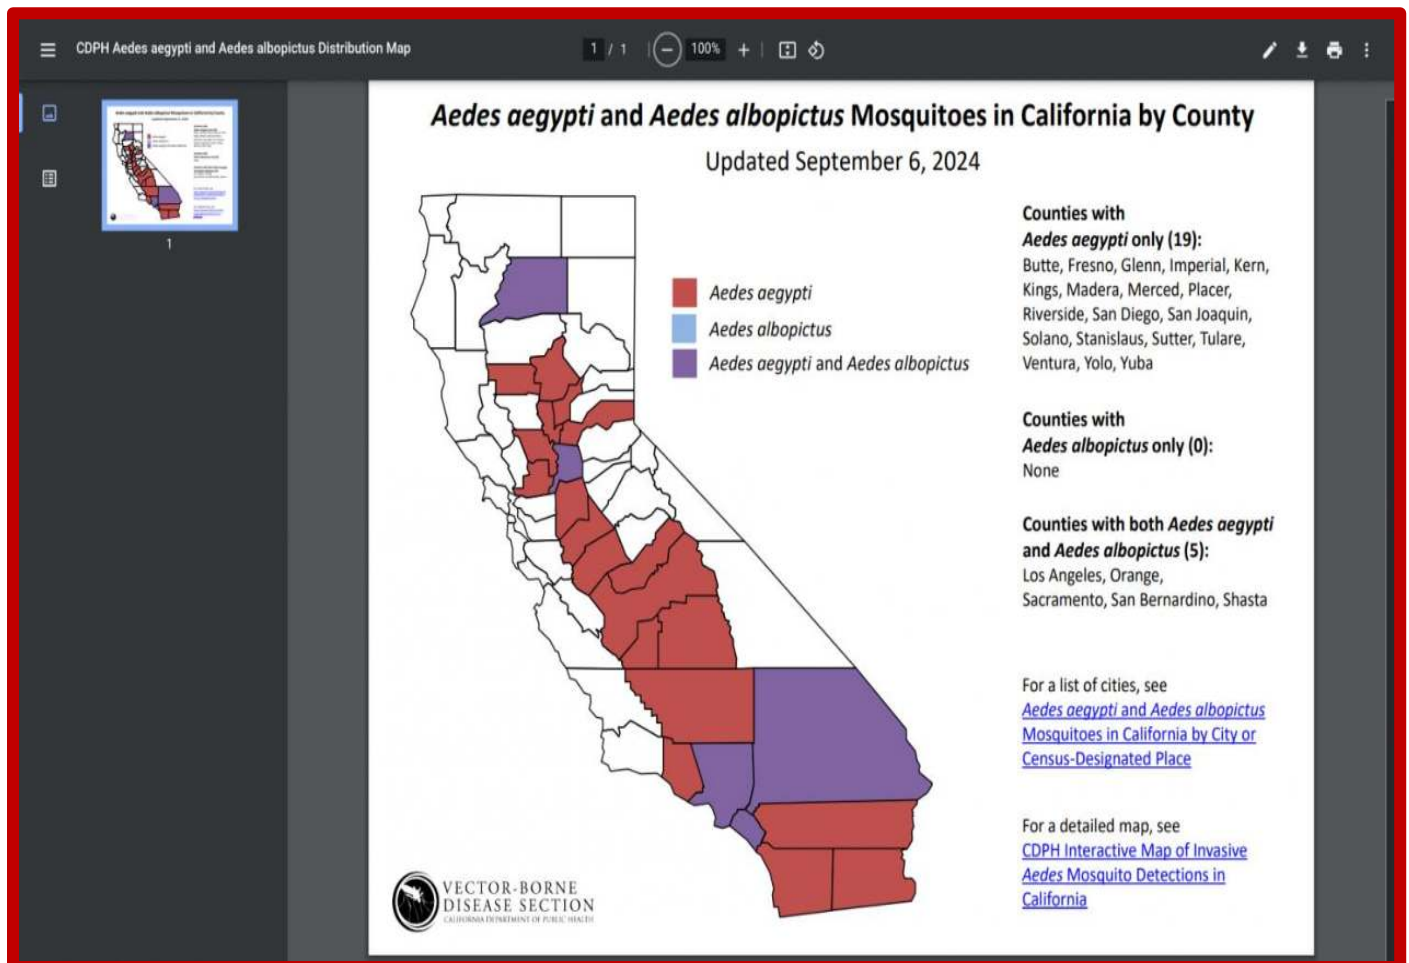 CDPH Aedes aegypti and Aedes albopictus Distribution Map
1 / 1
100%
1
Aedes aegypti and Aedes albopictus Mosquitoes in California by County
Updated September 6, 2024
Aedes aegypti
Aedes albopictus
Aedes aegypti and Aedes albopictus
Counties with
Aedes aegypti only (19):
Butte, Fresno, Glenn, Imperial, Kern,
Kings, Madera, Merced, Placer,
Riverside, San Diego, San Joaquin,
Solano, Stanislaus, Sutter, Tulare,
Ventura, Yolo, Yuba
Counties with
Aedes albopictus only (0):
None
Counties with both Aedes aegypti
and Aedes albopictus (5):
Los Angeles, Orange,
Sacramento, San Bernardino, Shasta
For a list of cities, see
Aedes aegypti and Aedes albopictus
Mosquitoes in California by City or
Census-Designated Place
For a detailed map, see
CDPH Interactive Map of Invasive
Aedes Mosquito Detections in
California
VECTOR-BORNE
DISEASE SECTION
CALIFORNIA DEPARTMENT OF PUBLIC HEALTH